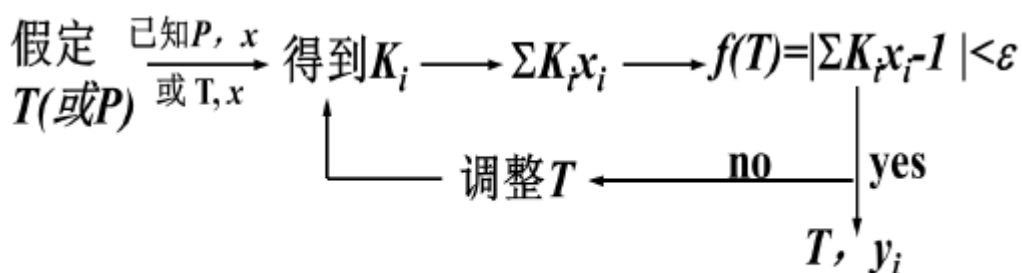 假定
T(或P)
已知P，x
或 T, x
得到Ki
ΣKixi
f(T)=|ΣKixi-1 |<ε
调整T
no
yes
T，yi